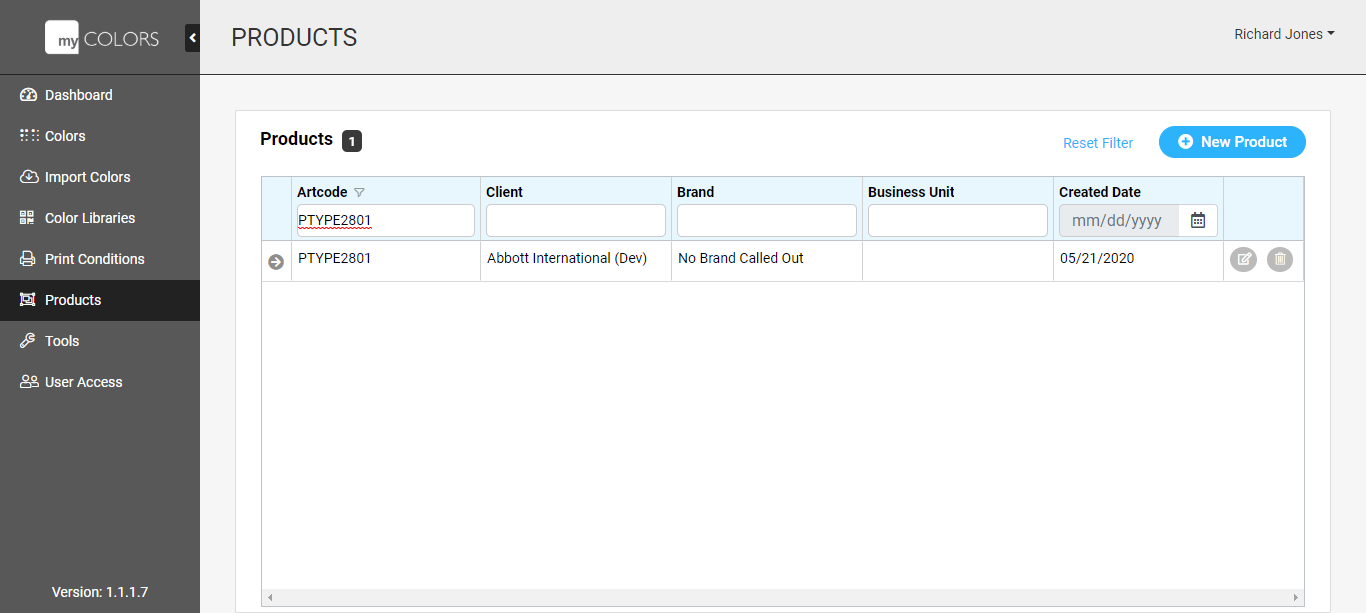 my COLORS
PRODUCTS
Richard Jones
Dashboard
Colors
Import Colors
Color Libraries
Print Conditions
Products
Tools
User Access
Version: 1.1.1.7
Products 1
Reset Filter
New Product
Artcode Client Brand Business Unit Created Date
PTYPE2801 mm/dd/yyyy
PTYPE2801 Abbott International (Dev) No Brand Called Out 05/21/2020